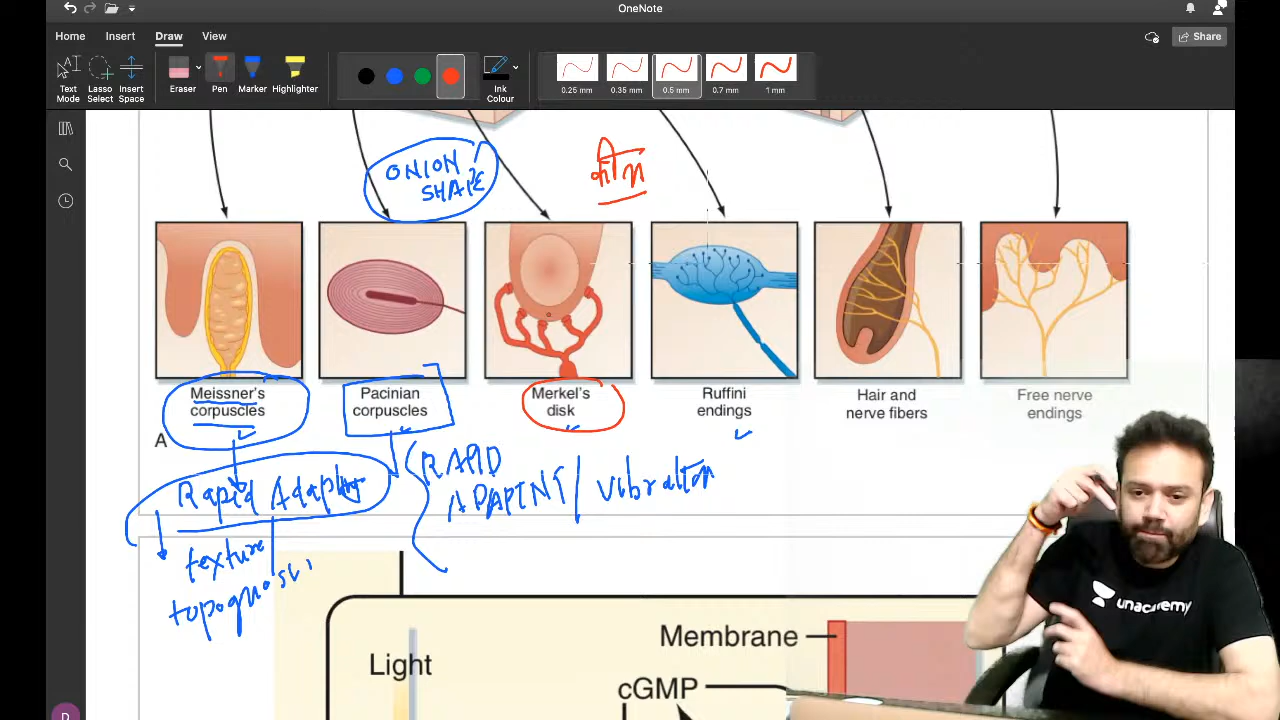 OneNote
Home Insert Draw View
Share
Text Mode
Lasso Select
Insert Space
Eraser
Pen
Marker
Highlighter
Ink Colour
0.25 mm
0.35 mm
0.5 mm
0.7 mm
1 mm
ONION
SHAPE
Meissner's
corpuscles
Pacinian
corpuscles
Merkel's
disk
Ruffini
endings
Hair and
nerve fibers
Free nerve
endings
A
Rapid
texture
RAPID
/ vibration
unacademy
Membrane
Light
cGMP
D